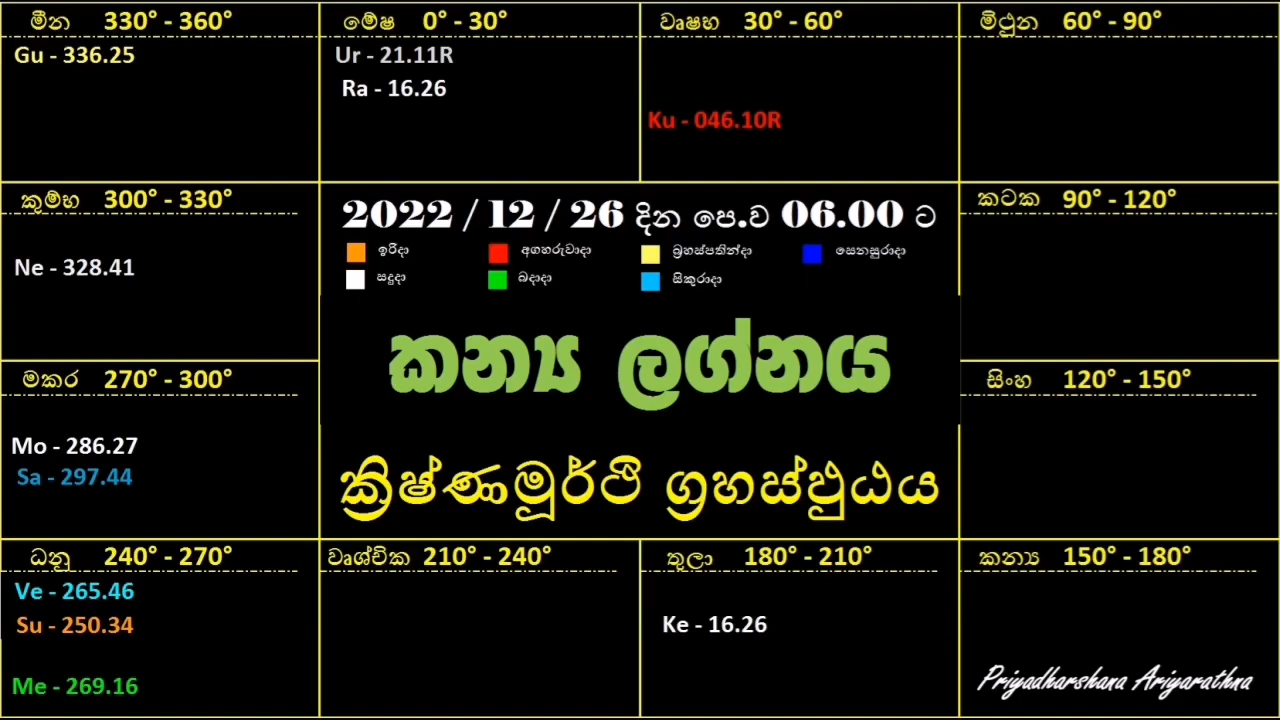 මීන 330° - 360°
Gu - 336.25
මේෂ 0° - 30°
Ur - 21.11R
Ra - 16.26
වෘෂභ 30° - 60°
Ku - 046.10R
මිථුන 60° - 90°
කුම්භ 300° - 330°
Ne - 328.41
2022 / 12 / 26 දින පෙ.ව 06.00 ට
ඉරිදා අගහරුවාදා බ්‍රහස්පතින්දා සෙනසුරාදා
සඳුදා බදාදා සිකුරාදා
කන්‍ය ලග්නය
ක්‍රිෂ්ණමූර්ථි ග්‍රහස්ඵුඨය
කටක 90° - 120°
මකර 270° - 300°
Mo - 286.27
Sa - 297.44
සිංහ 120° - 150°
ධනු 240° - 270°
Ve - 265.46
Su - 250.34
Me - 269.16
වෘශ්චික 210° - 240°
තුලා 180° - 210°
Ke - 16.26
කන්‍ය 150° - 180°
Priyadharshana Ariyarathna